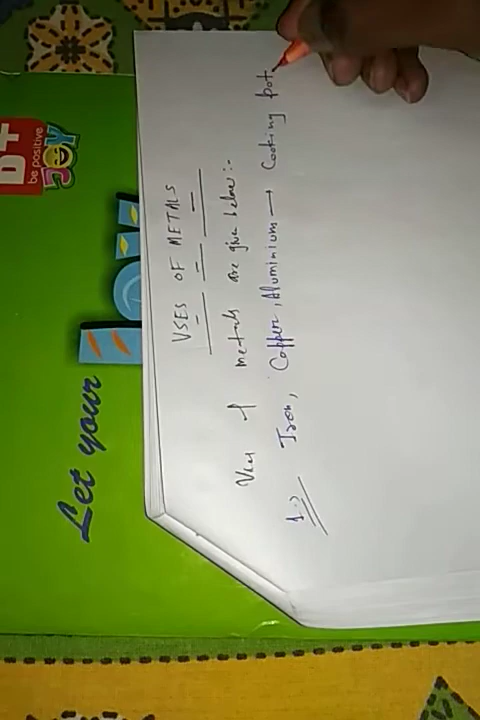 USES OF METALS
Uses of metals are given below :-
1.) Iron, Copper, Aluminium → Cooking pot
Let your
JOY
B+
be positive
JOY